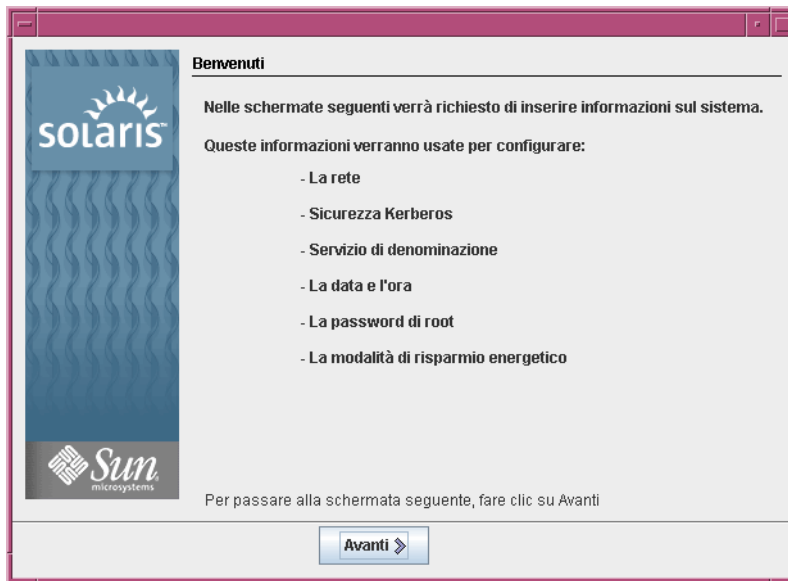 Benvenuti
solaris™
Nelle schermate seguenti verrà richiesto di inserire informazioni sul sistema.
Queste informazioni verranno usate per configurare:
- La rete
- Sicurezza Kerberos
- Servizio di denominazione
- La data e l'ora
- La password di root
- La modalità di risparmio energetico
Sun
microsystems
Per passare alla schermata seguente, fare clic su Avanti
Avanti